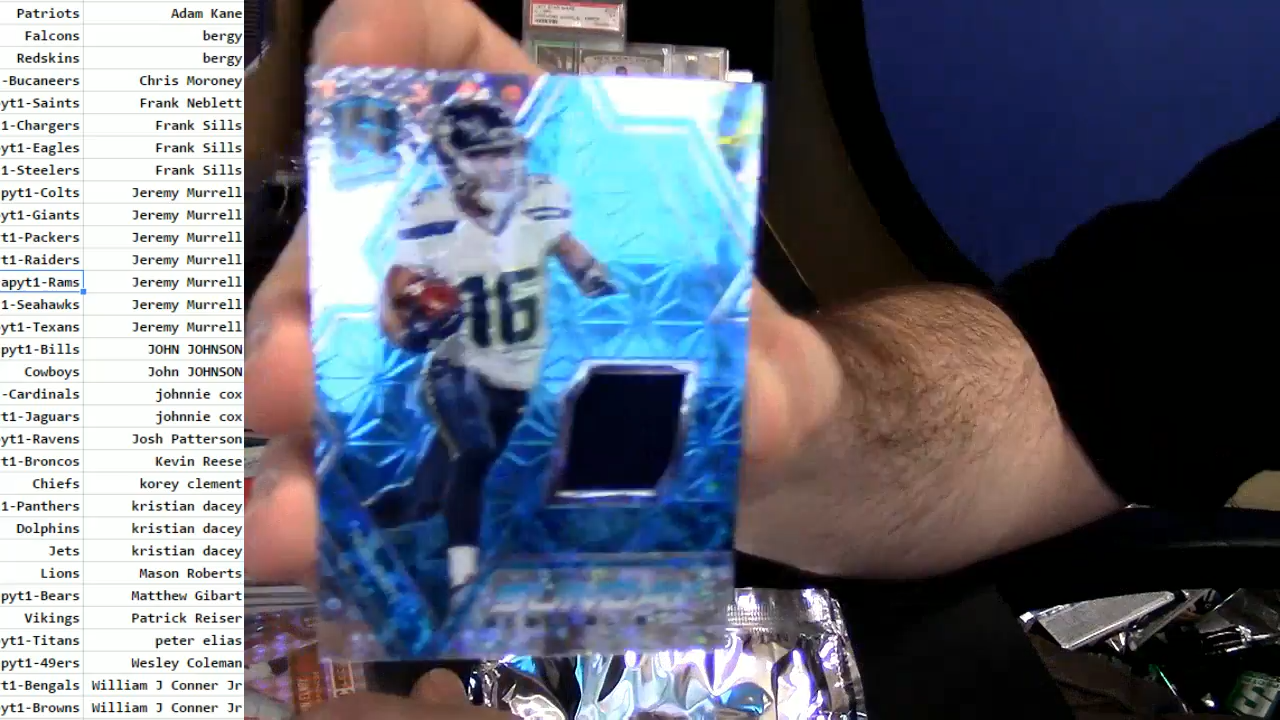 Patriots Adam Kane
Falcons bergy
Redskins bergy
-Bucaneers Chris Moroney
yt1-Saints Frank Neblett
1-Chargers Frank Sills
yt1-Eagles Frank Sills
1-Steelers Frank Sills
pyt1-Colts Jeremy Murrell
yt1-Giants Jeremy Murrell
1-Packers Jeremy Murrell
t1-Raiders Jeremy Murrell
apyt1-Rams Jeremy Murrell
1-Seahawks Jeremy Murrell
yt1-Texans Jeremy Murrell
pyt1-Bills JOHN JOHNSON
Cowboys John JOHNSON
-Cardinals johnnie cox
t1-Jaguars johnnie cox
yt1-Ravens Josh Patterson
t1-Broncos Kevin Reese
Chiefs korey clement
1-Panthers kristian dacey
Dolphins kristian dacey
Jets kristian dacey
Lions Mason Roberts
pyt1-Bears Matthew Gibart
Vikings Patrick Reiser
pyt1-Titans peter elias
pyt1-49ers Wesley Coleman
t1-Bengals William J Conner Jr
yt1-Browns William J Conner Jr
16